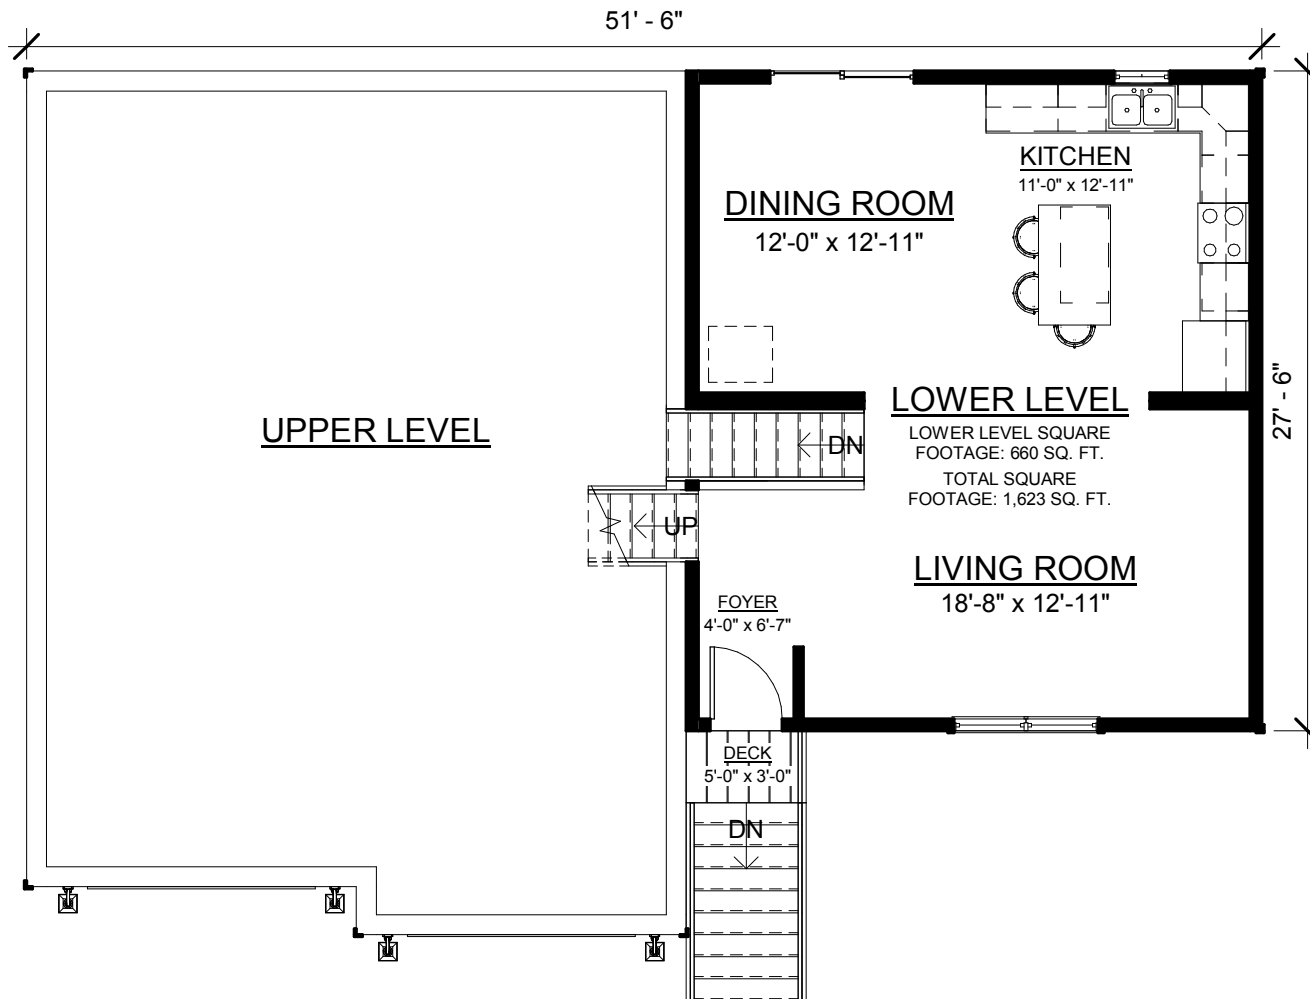 51' - 6"
KITCHEN
11'-0" x 12'-11"
DINING ROOM
12'-0" x 12'-11"
27' - 6"
UPPER LEVEL
LOWER LEVEL
LOWER LEVEL SQUARE
FOOTAGE: 660 SQ. FT.
TOTAL SQUARE
FOOTAGE: 1,623 SQ. FT.
DN
UP
LIVING ROOM
18'-8" x 12'-11"
FOYER
4'-0" x 6'-7"
DECK
5'-0" x 3'-0"
DN